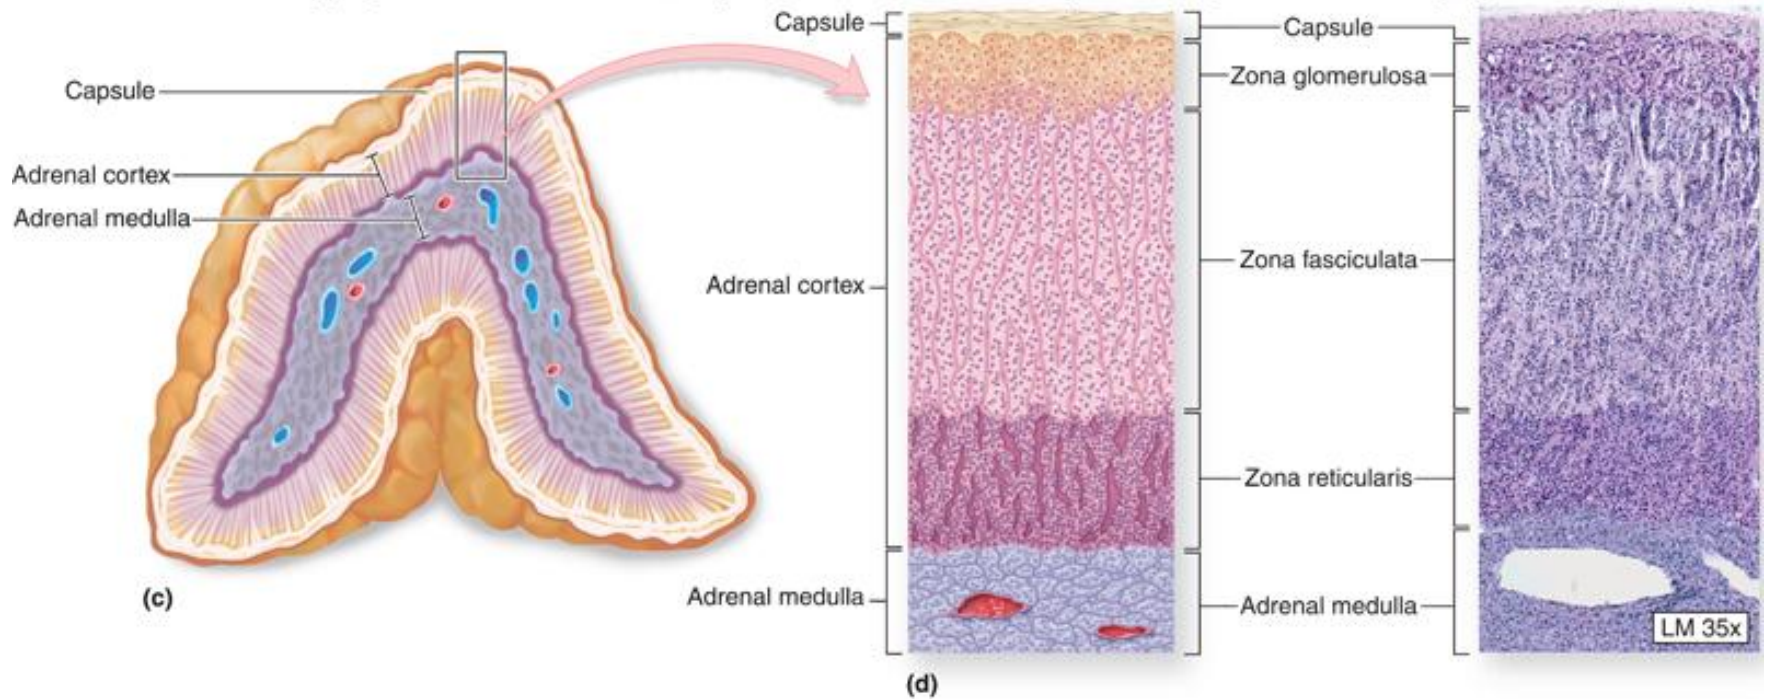 Capsule
Adrenal cortex
Adrenal medulla
(c)
Capsule
Adrenal cortex
Adrenal medulla
(d)
Capsule
Zona glomerulosa
Zona fasciculata
Zona reticularis
Adrenal medulla
LM 35x